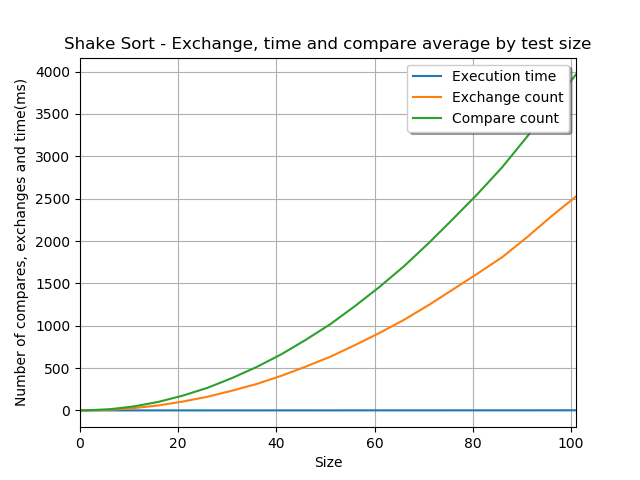 Shake Sort - Exchange, time and compare average by test size
Number of compares, exchanges and time(ms)
4000
3500
3000
2500
2000
1500
1000
500
0
Execution time
Exchange count
Compare count
0 20 40 60 80 100
Size